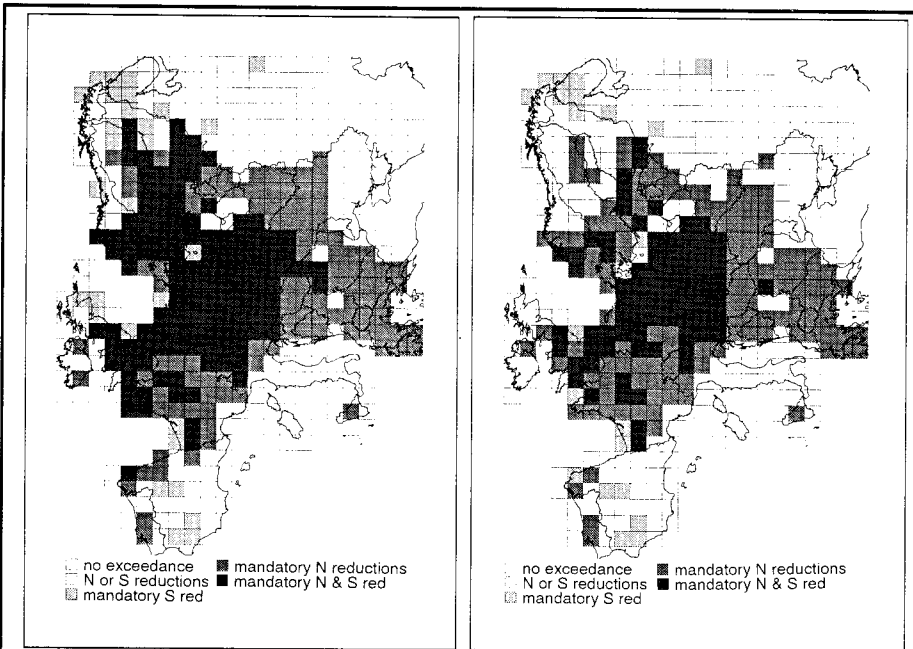 no exceedance
N or S reductions
mandatory S red
mandatory N reductions
mandatory N & S red
no exceedance
N or S reductions
mandatory S red
mandatory N reductions
mandatory N & S red